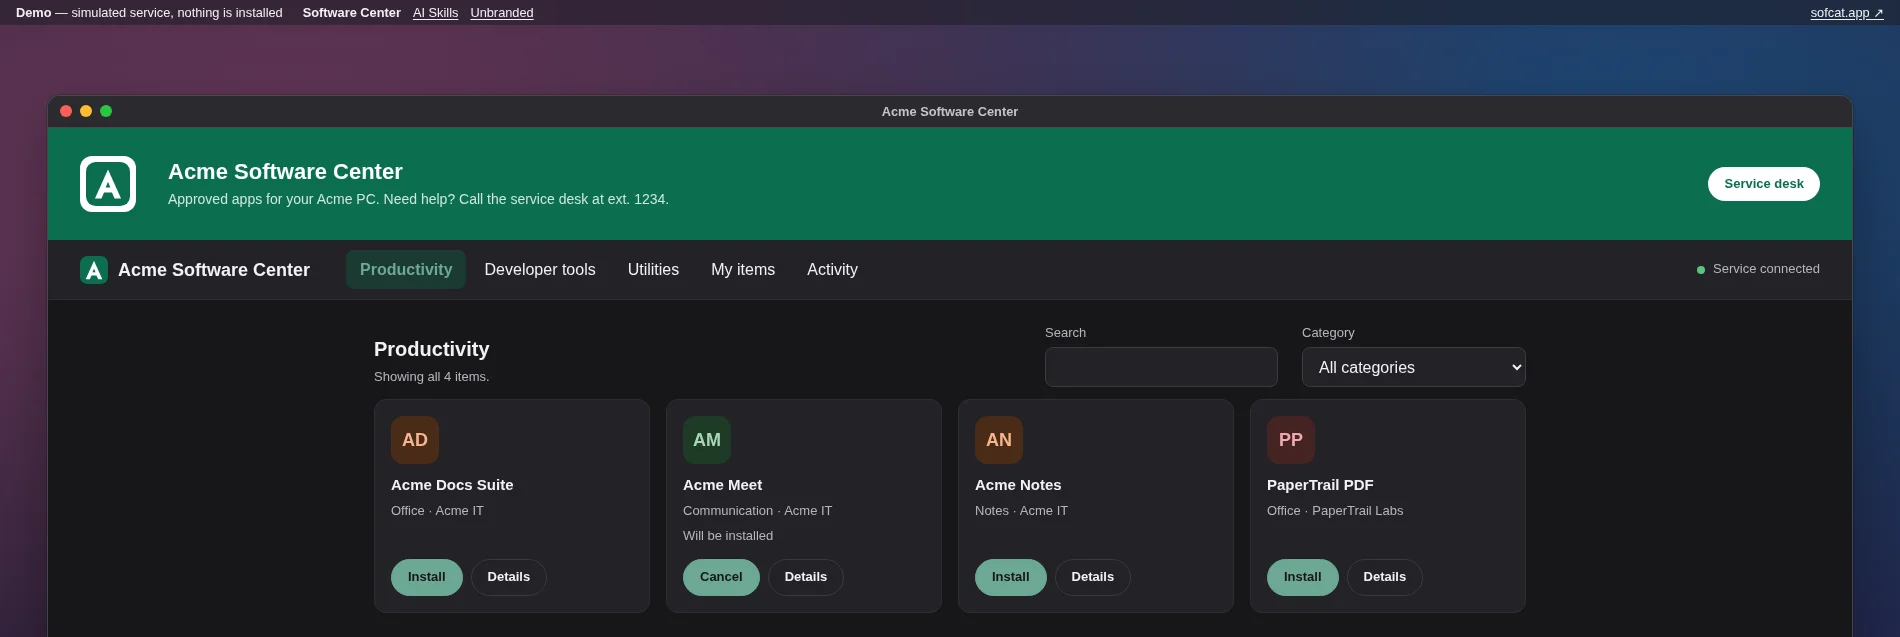 Demo — simulated service, nothing is installed Software Center AI Skills Unbranded sofcat.app ↗
Acme Software Center
Acme Software Center
Approved apps for your Acme PC. Need help? Call the service desk at ext. 1234.
Service desk
Acme Software Center Productivity Developer tools Utilities My items Activity Service connected
Productivity
Showing all 4 items.
Search
Category
All categories
AD
Acme Docs Suite
Office · Acme IT
Install Details
AM
Acme Meet
Communication · Acme IT
Will be installed
Cancel Details
AN
Acme Notes
Notes · Acme IT
Install Details
PP
PaperTrail PDF
Office · PaperTrail Labs
Install Details